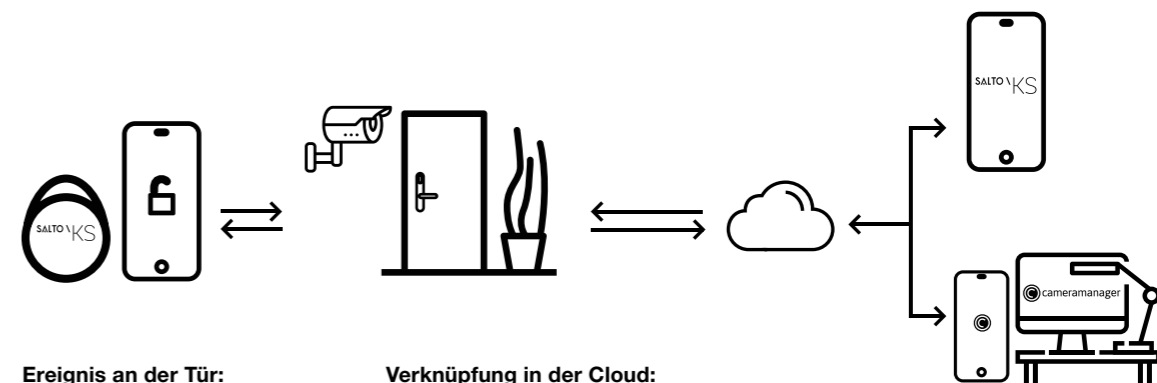 SALTO KS
SALTO KS
cameramanager
Ereignis an der Tür:
Verknüpfung in der Cloud: